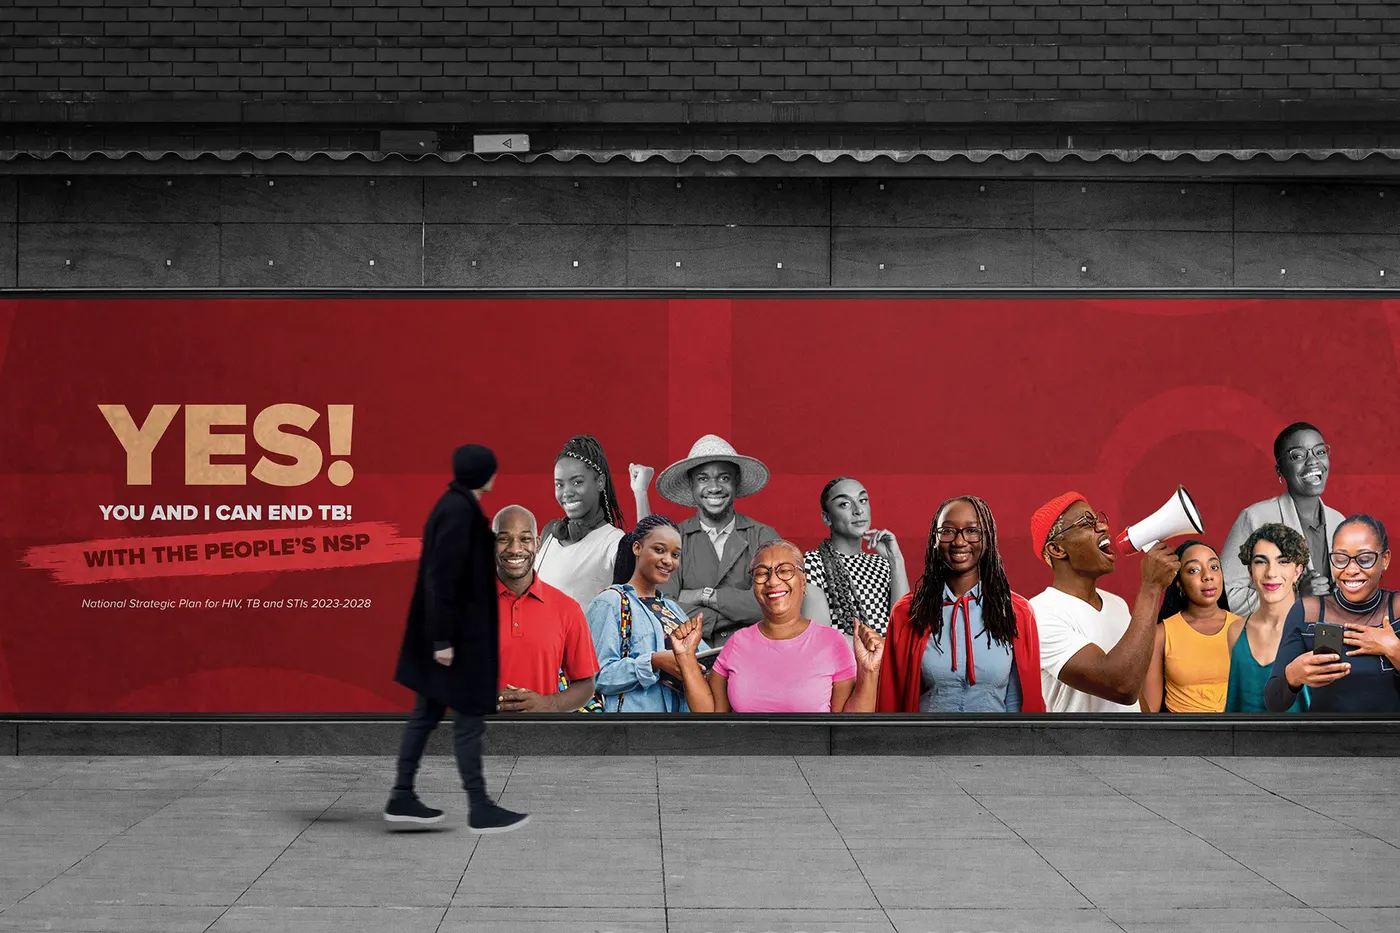 YES!
YOU AND I CAN END TB!
WITH THE PEOPLE'S NSP
National Strategic Plan for HIV, TB and STIs 2023-2028